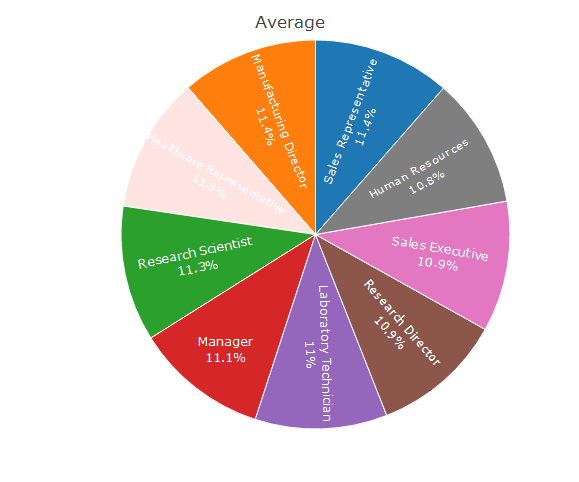 Average
Sales Representative
11.4%
Human Resources
10.8%
Sales Executive
10.9%
Research Director
10.9%
Laboratory Technician
11%
Manager
11.1%
Research Scientist
11.3%
Healthcare Representative
11.3%
Manufacturing Director
11.4%